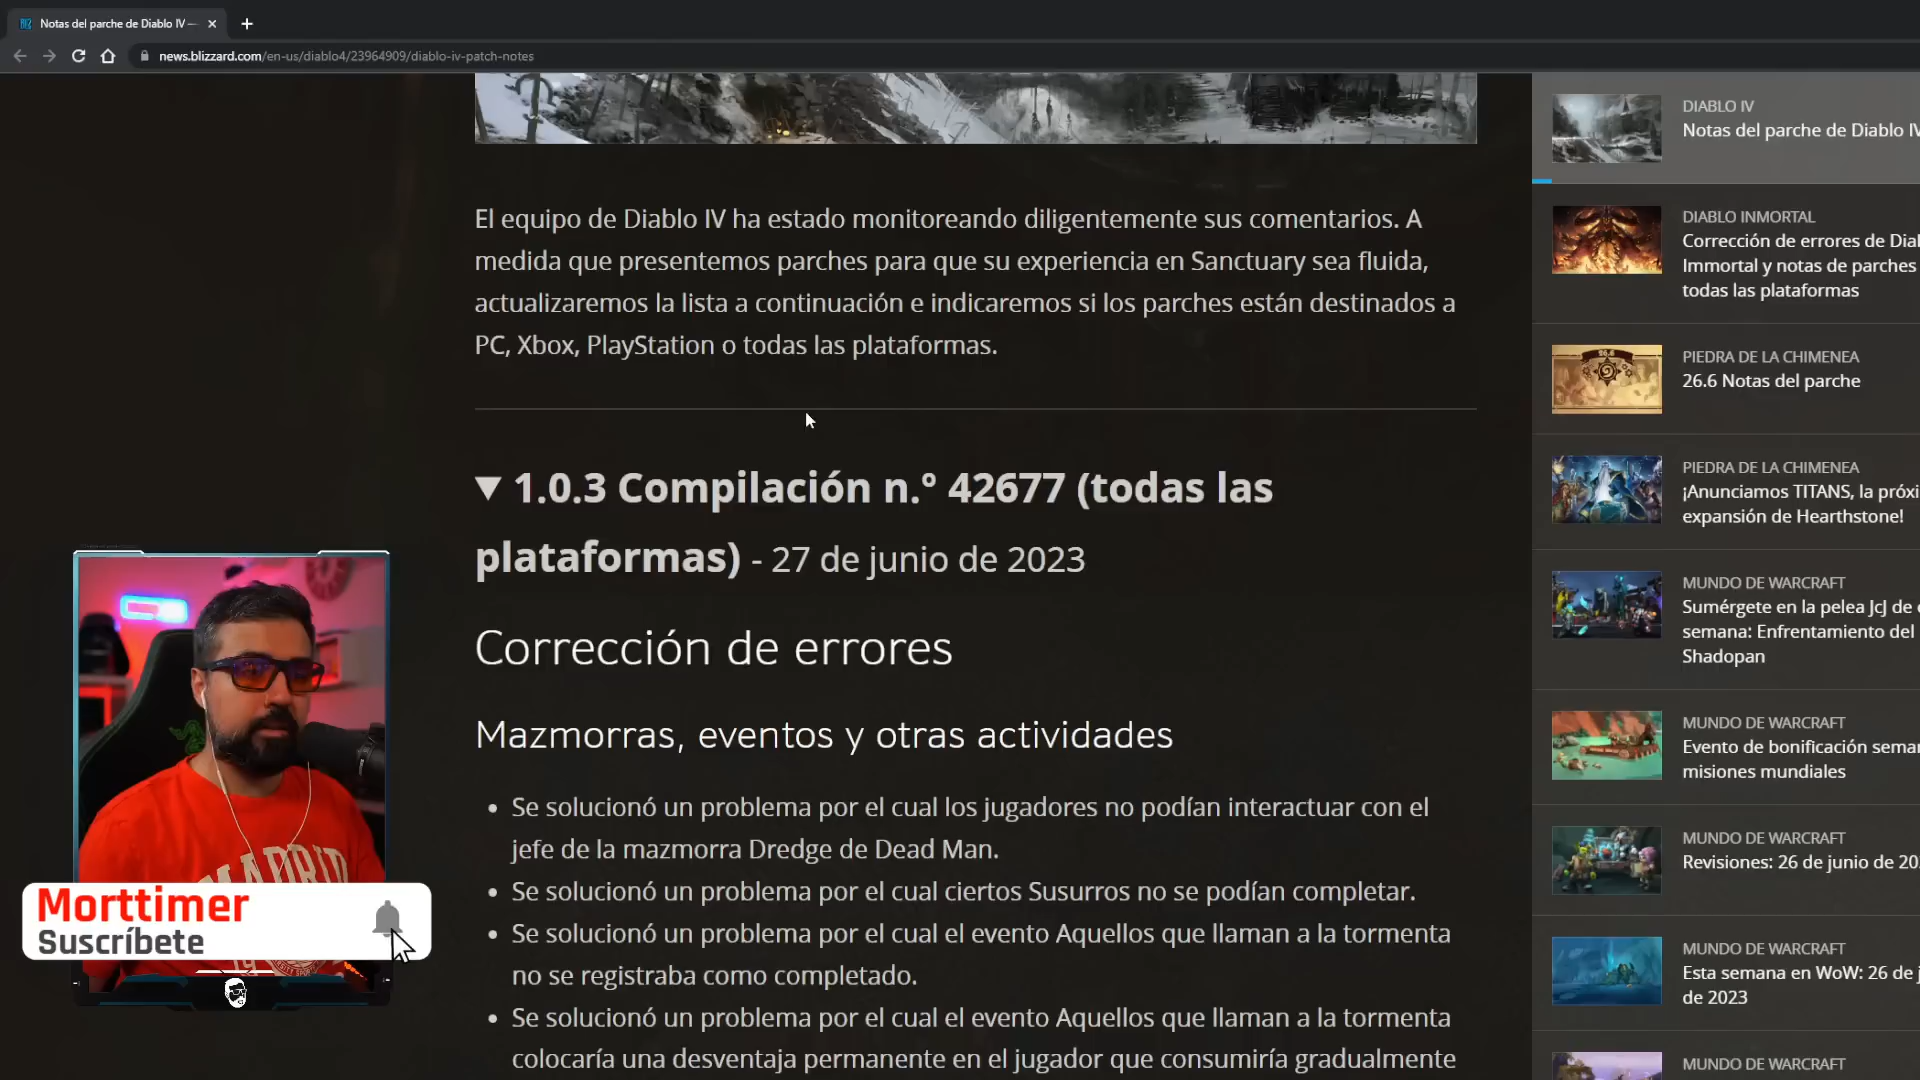 Notas del parche de Diablo IV —
news.blizzard.com/en-us/diablo4/23964909/diablo-iv-patch-notes
El equipo de Diablo IV ha estado monitoreando diligentemente sus comentarios. A
medida que presentemos parches para que su experiencia en Sanctuary sea fluida,
actualizaremos la lista a continuación e indicaremos si los parches están destinados a
PC, Xbox, PlayStation o todas las plataformas.
▼ 1.0.3 Compilación n.º 42677 (todas las
plataformas) - 27 de junio de 2023
Corrección de errores
Mazmorras, eventos y otras actividades
• Se solucionó un problema por el cual los jugadores no podían interactuar con el
jefe de la mazmorra Dredge de Dead Man.
• Se solucionó un problema por el cual ciertos Susurros no se podían completar.
• Se solucionó un problema por el cual el evento Aquellos que llaman a la tormenta
no se registraba como completado.
• Se solucionó un problema por el cual el evento Aquellos que llaman a la tormenta
colocaría una desventaja permanente en el jugador que consumiría gradualmente
DIABLO IV
Notas del parche de Diablo IV
DIABLO INMORTAL
Corrección de errores de
Immortal y notas de parches
todas las plataformas
PIEDRA DE LA CHIMENEA
26.6 Notas del parche
PIEDRA DE LA CHIMENEA
¡Anunciamos TITANS, la
expansión de Hearthstone!
MUNDO DE WARCRAFT
Sumérgete en la pelea JcJ de
semana: Enfrentamiento del
Shadopan
MUNDO DE WARCRAFT
Evento de bonificación
misiones mundiales
MUNDO DE WARCRAFT
Revisiones: 26 de junio de
MUNDO DE WARCRAFT
Esta semana en WoW: 26 de
de 2023
MUNDO DE WARCRAFT
MADRID
Morttimer
Suscríbete